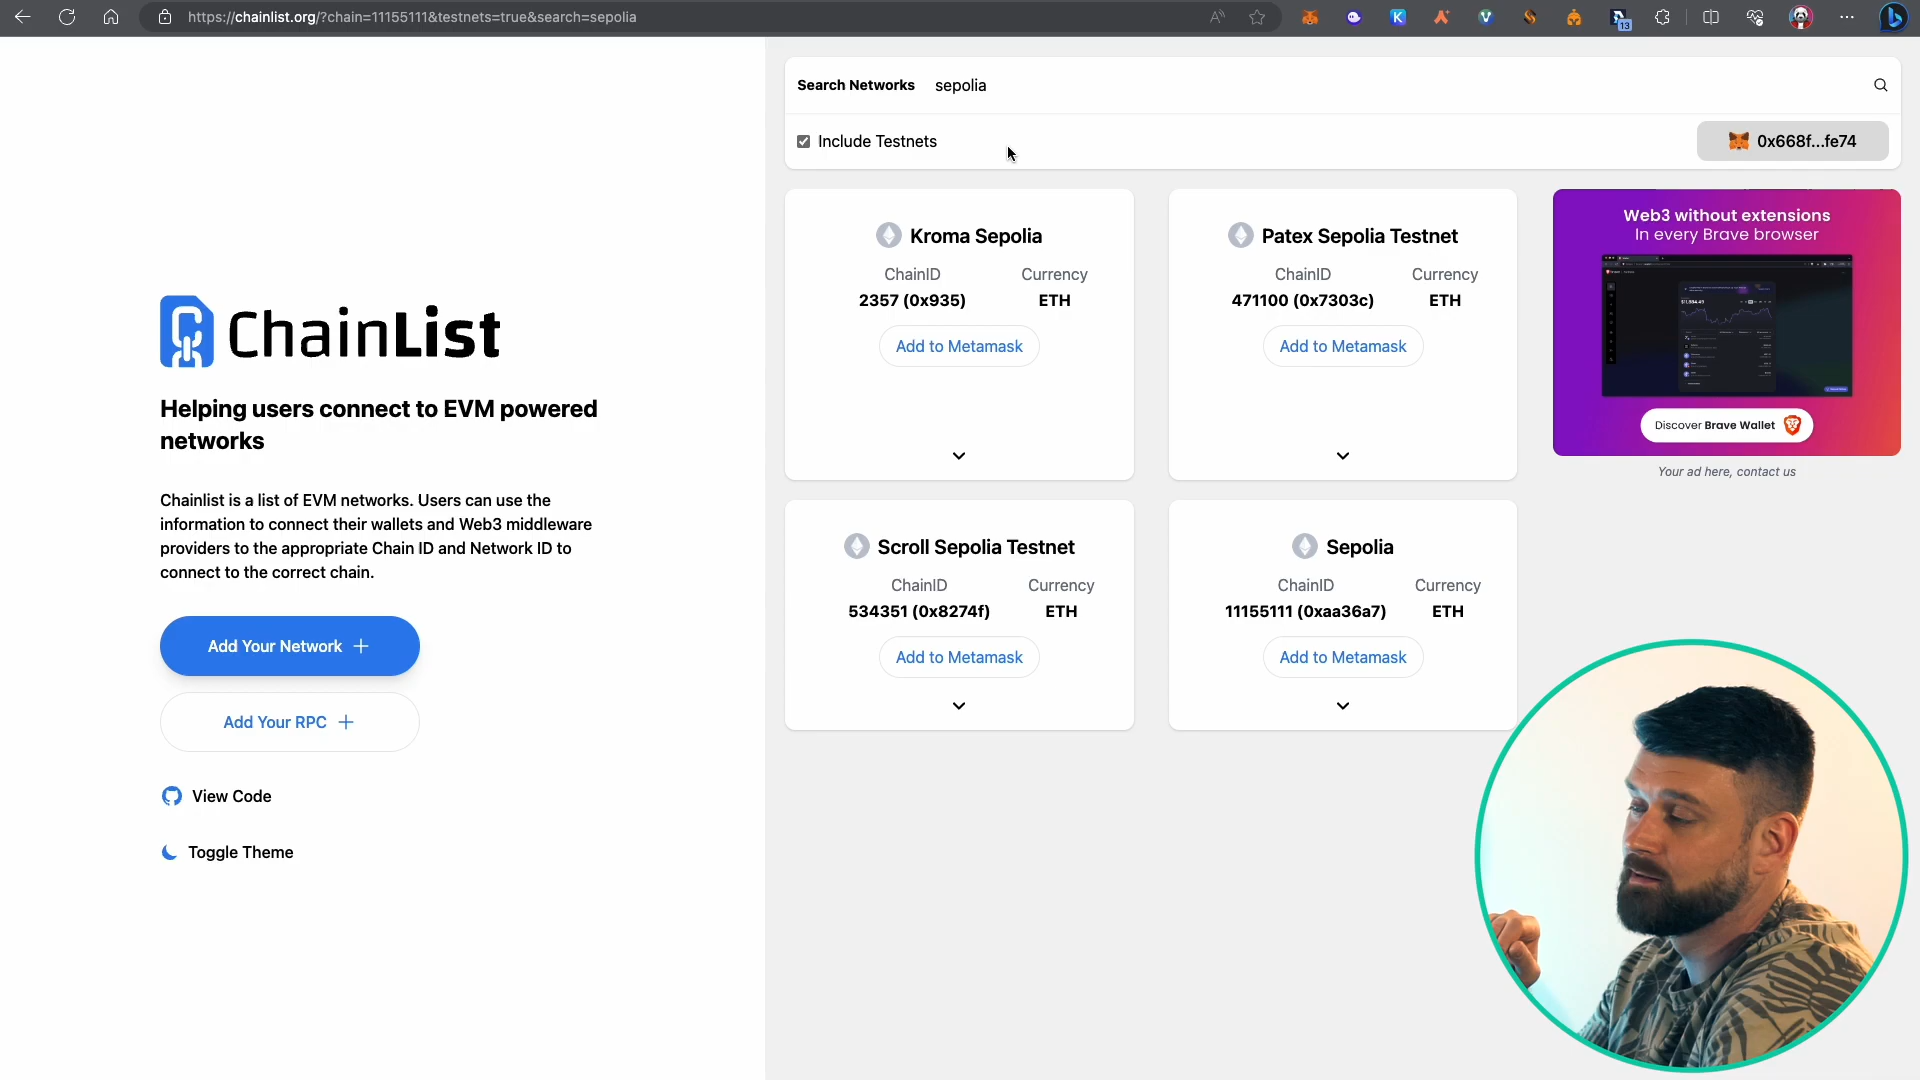 https://chainlist.org/?chain=11155111&testnets=true&search=sepolia
13
Search Networks sepolia
Include Testnets
0x668f...fe74
ChainList
Helping users connect to EVM powered
networks
Chainlist is a list of EVM networks. Users can use the
information to connect their wallets and Web3 middleware
providers to the appropriate Chain ID and Network ID to
connect to the correct chain.
Add Your Network
Add Your RPC
View Code
Toggle Theme
Kroma Sepolia
ChainID Currency
2357 (0x935) ETH
Add to Metamask
Patex Sepolia Testnet
ChainID Currency
471100 (0x7303c) ETH
Add to Metamask
Scroll Sepolia Testnet
ChainID Currency
534351 (0x8274f) ETH
Add to Metamask
Sepolia
ChainID Currency
11155111 (0xaa36a7) ETH
Add to Metamask
Web3 without extensions
In every Brave browser
Discover Brave Wallet
Your ad here, contact us